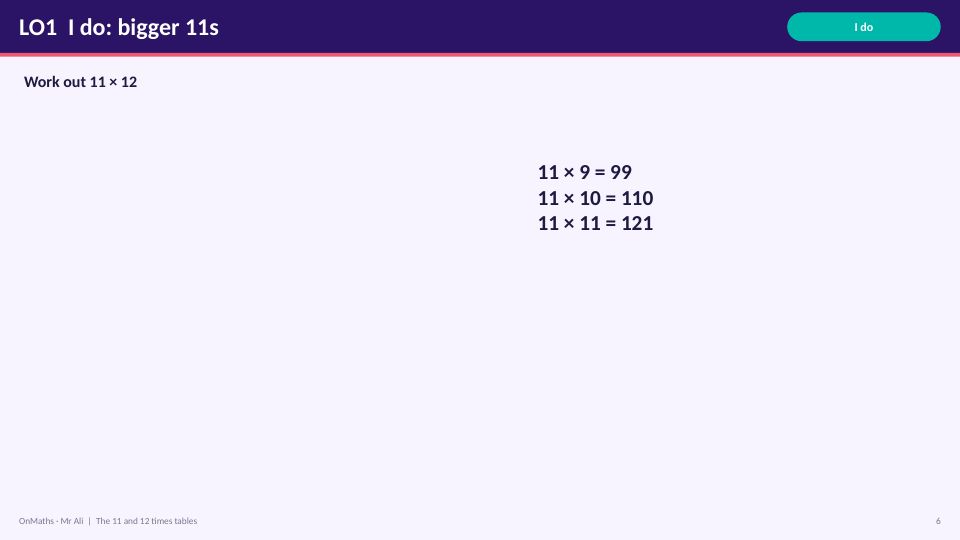 LO1  I do: bigger 11s
I do
Work out 11 × 12
11 × 9 = 99
11 × 10 = 110
11 × 11 = 121
OnMaths - Mr Ali | The 11 and 12 times tables
6